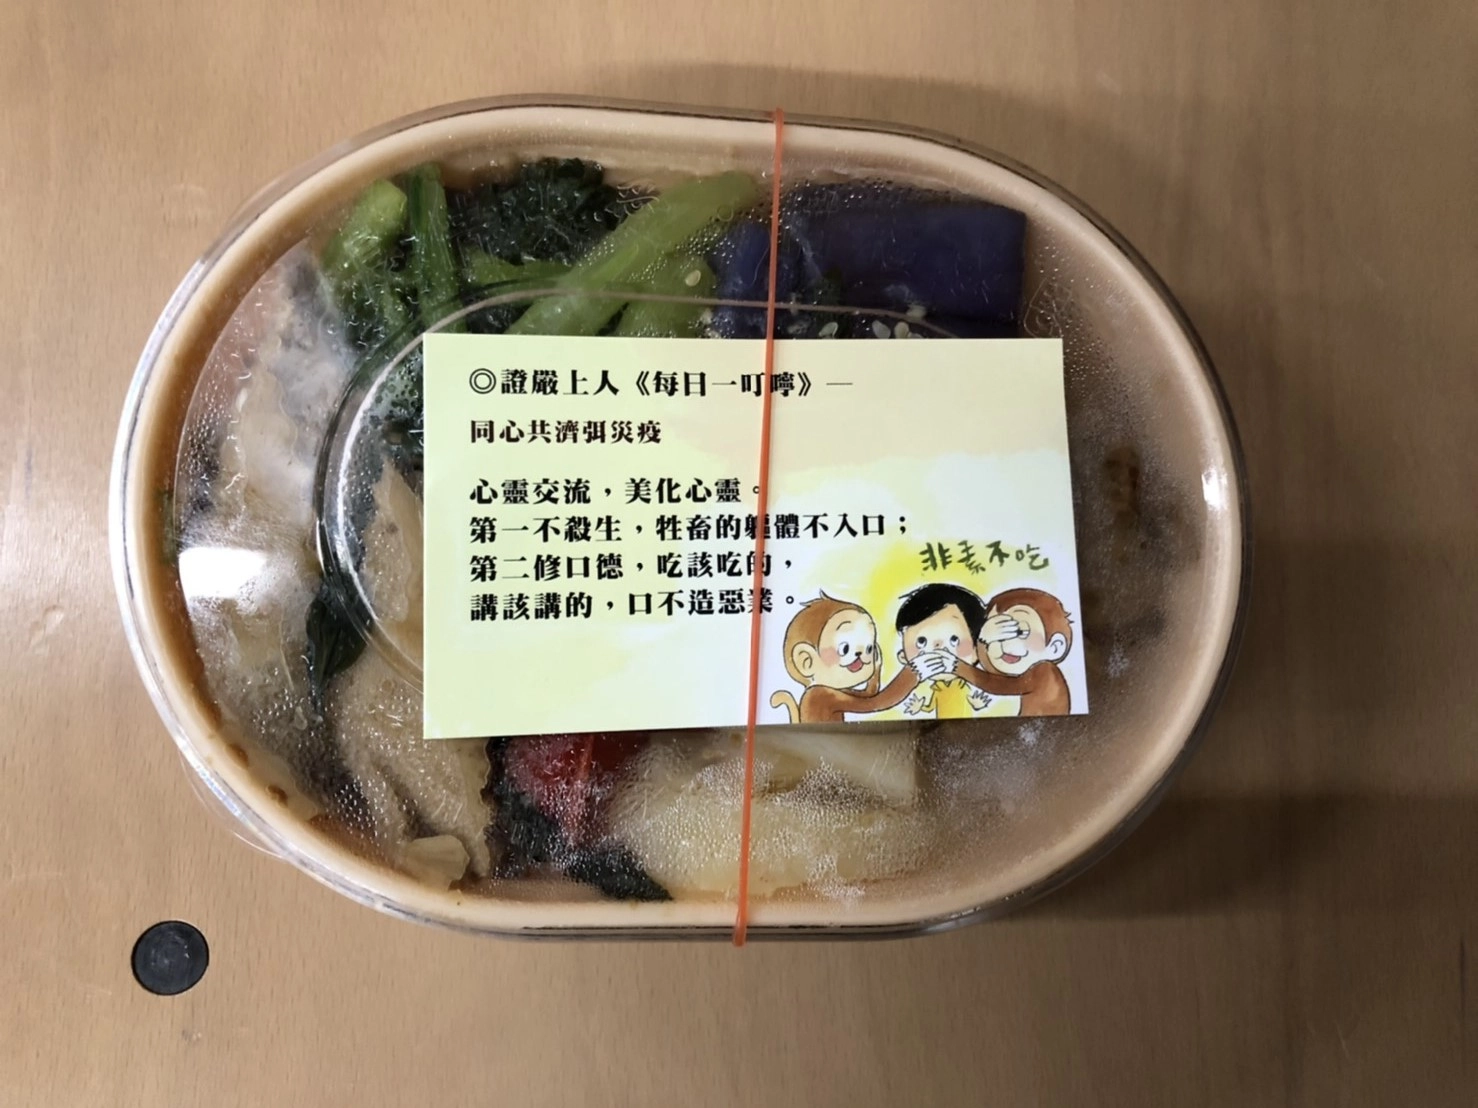 ◎證嚴上人《每日一叮嚀》—
同心共濟弭災疫
心靈交流，美化心靈。
第一不殺生，牲畜的軀體不入口；
第二修口德，吃該吃的，
講該講的，口不造惡業。
非素不吃